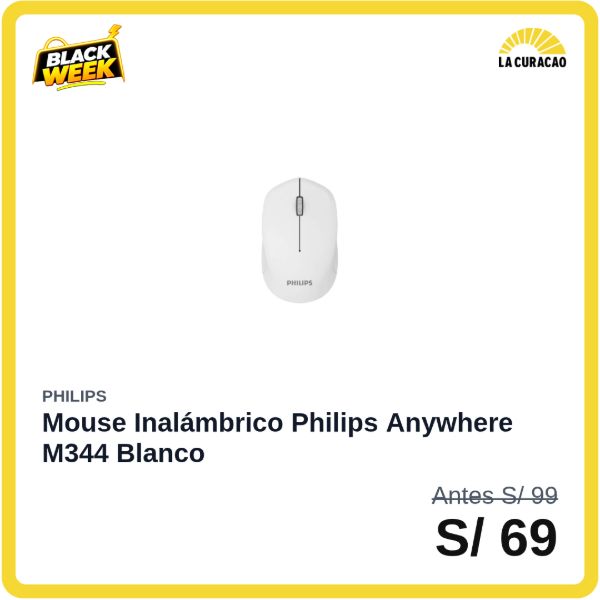 BLACK
WEEK
LA CURACAO
PHILIPS
PHILIPS
Mouse Inalámbrico Philips Anywhere
M344 Blanco
Antes S/ 99
S/ 69